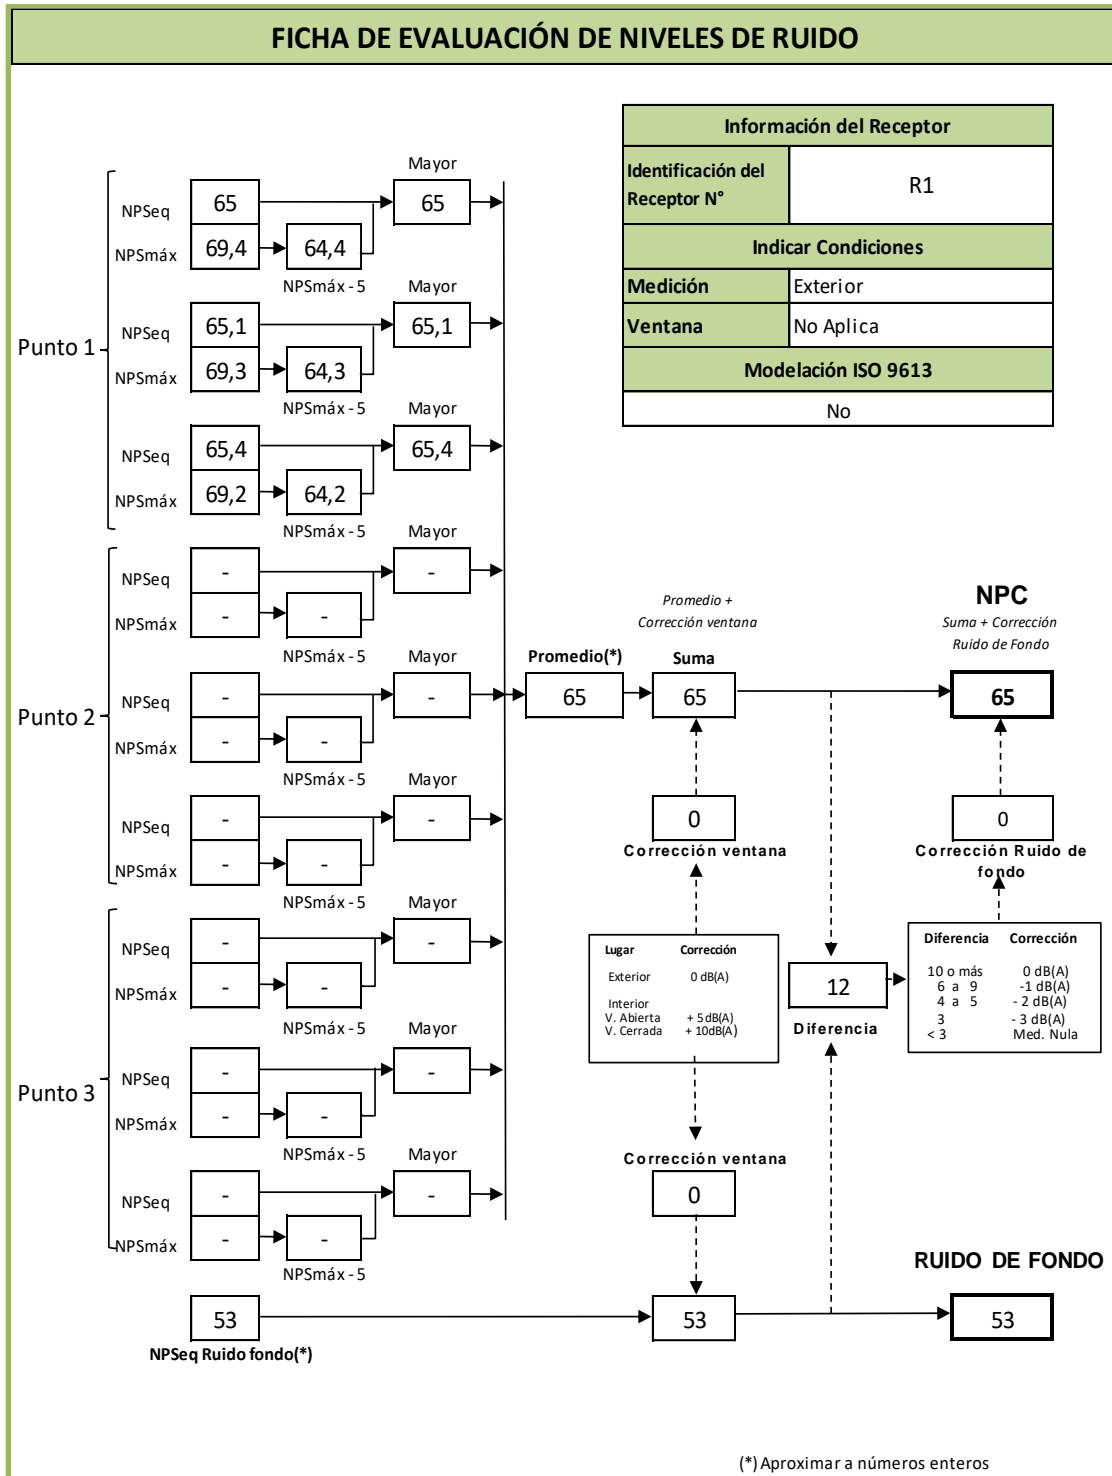 FICHA DE EVALUACIÓN DE NIVELES DE RUIDO
Información del Receptor
Identificación del
Receptor N°
R1
Indicar Condiciones
Medición
Exterior
Ventana
No Aplica
Modelación ISO 9613
No
Punto 1
Mayor
NPSeq
65
65
NPSmáx
69,4
64,4
NPSmáx - 5
Mayor
NPSeq
65,1
65,1
NPSmáx
69,3
64,3
NPSmáx - 5
Mayor
NPSeq
65,4
65,4
NPSmáx
69,2
64,2
NPSmáx - 5
Punto 2
Mayor
NPSeq
-
-
NPSmáx
-
-
NPSmáx - 5
Mayor
NPSeq
-
-
NPSmáx
-
-
NPSmáx - 5
Mayor
NPSeq
-
-
NPSmáx
-
-
NPSmáx - 5
Punto 3
Mayor
NPSeq
-
-
NPSmáx
-
-
NPSmáx - 5
Mayor
NPSeq
-
-
NPSmáx
-
-
NPSmáx - 5
Mayor
NPSeq
-
-
NPSmáx
-
-
NPSmáx - 5
Promedio(*)
65
Promedio +
Corrección ventana
Suma
65
NPC
Suma + Corrección
Ruido de Fondo
65
0
Corrección ventana
0
Corrección Ruido de
fondo
Lugar Corrección
Exterior 0 dB(A)
Interior
V. Abierta + 5 dB(A)
V. Cerrada + 10dB(A)
12
Diferencia
Diferencia Corrección
10 o más 0 dB(A)
6 a 9 -1 dB(A)
4 a 5 - 2 dB(A)
3 - 3 dB(A)
< 3 Med. Nula
Corrección ventana
0
RUIDO DE FONDO
53
53
53
NPSeq Ruido fondo(*)
(*) Aproximar a números enteros